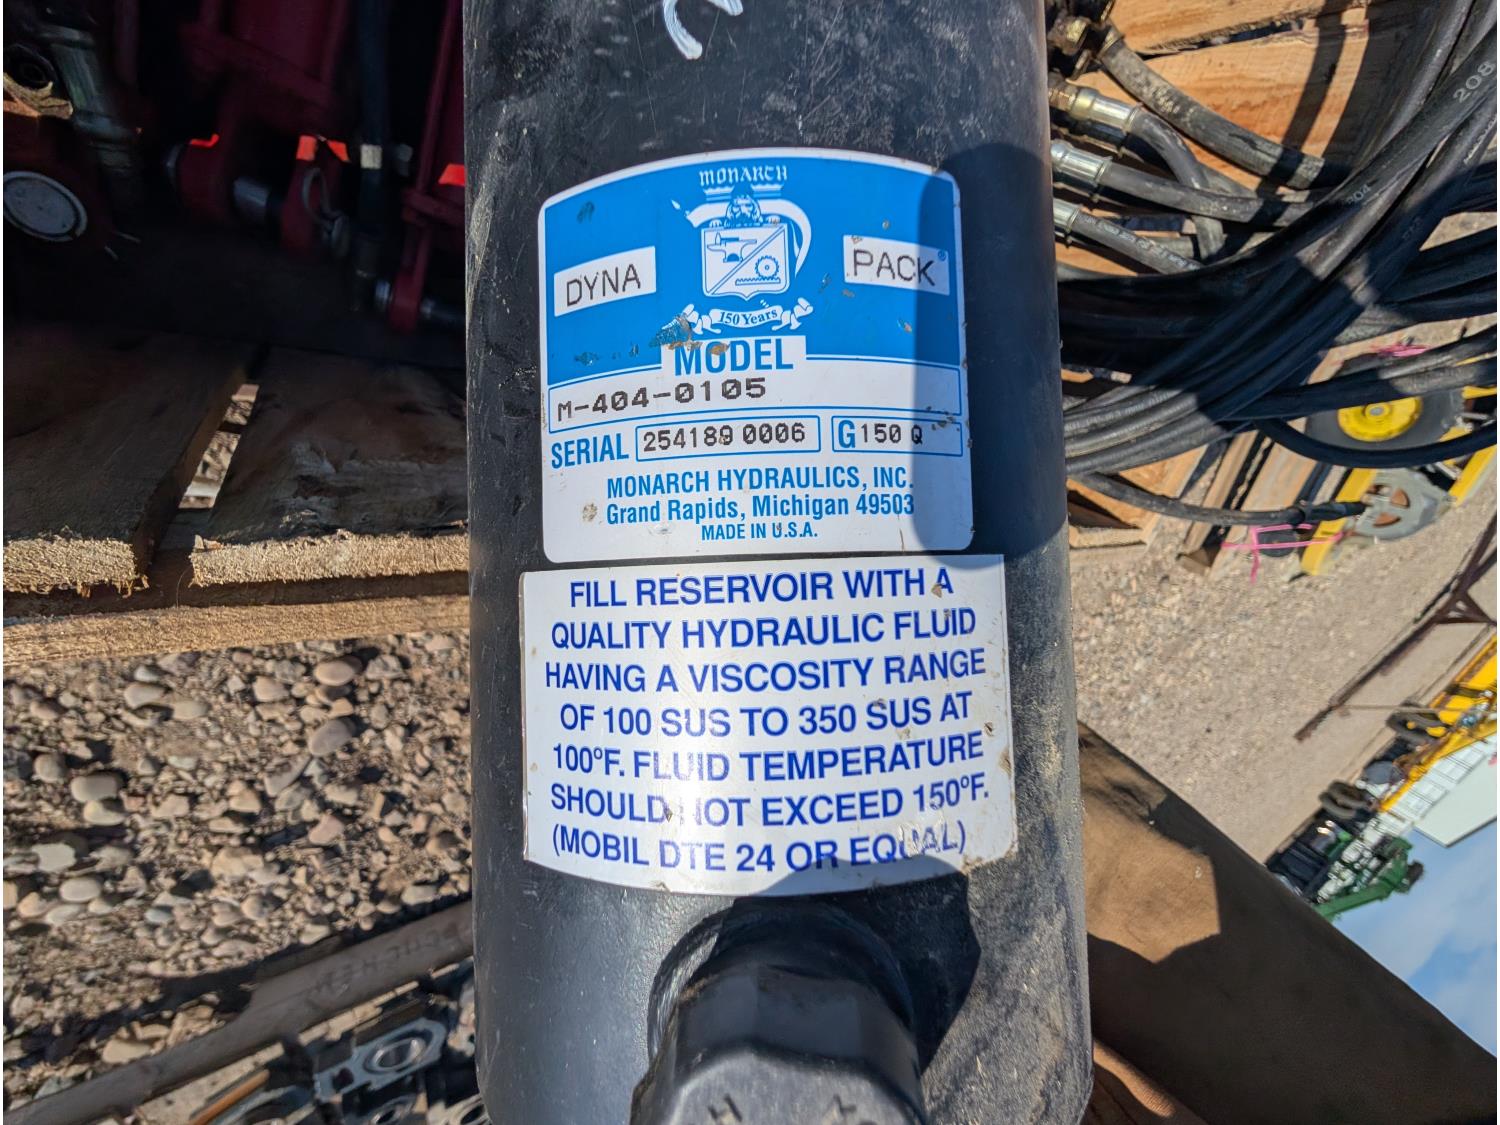 MONARCH
DYNA PACK®
150 Years
MODEL
M-404-0105
SERIAL 254189 0006 G 150 Q
MONARCH HYDRAULICS, INC.
Grand Rapids, Michigan 49503
MADE IN U.S.A.
FILL RESERVOIR WITH A
QUALITY HYDRAULIC FLUID
HAVING A VISCOSITY RANGE
OF 100 SUS TO 350 SUS AT
100°F. FLUID TEMPERATURE
SHOULD NOT EXCEED 150°F.
(MOBIL DTE 24 OR EQUAL)
208